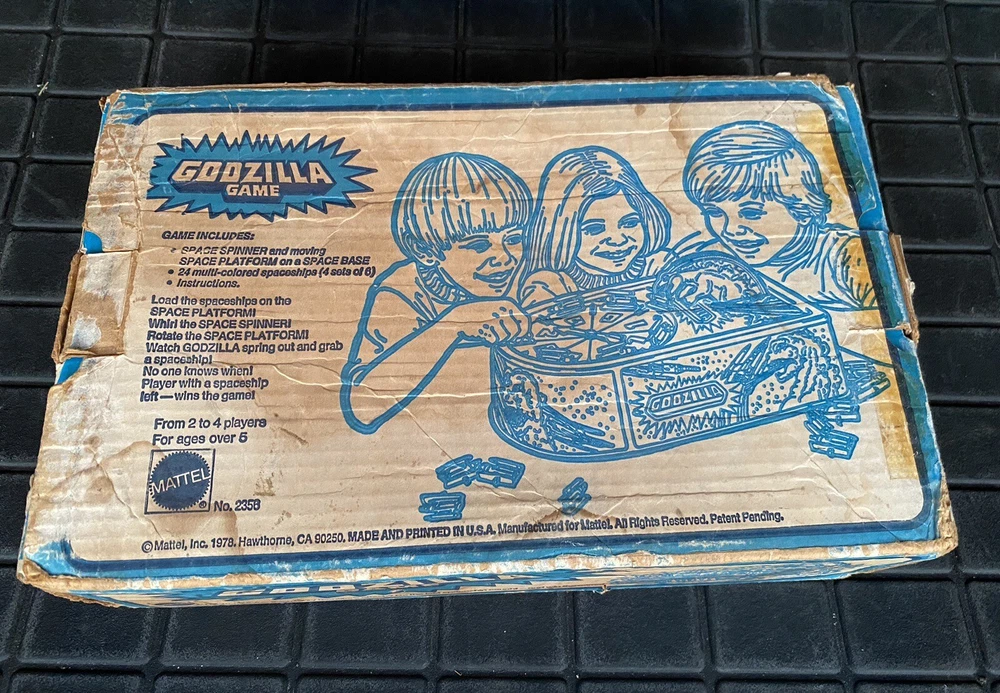 GODZILLA
GAME
GAME INCLUDES:
• SPACE SPINNER and moving
SPACE PLATFORM on a SPACE BASE
• 24 multi-colored spaceships (4 sets of 6)
• Instructions.
Load the spaceships on the
SPACE PLATFORM!
Whirl the SPACE SPINNER!
Rotate the SPACE PLATFORM!
Watch GODZILLA spring out and grab
a spaceship!
No one knows when!
Player with a spaceship
left—wins the game!
From 2 to 4 players
For ages over 5
MATTEL
®
No. 2358
GODZILLA
© Mattel, Inc. 1978. Hawthorne, CA 90250. MADE AND PRINTED IN U.S.A. Manufactured for Mattel. All Rights Reserved. Patent Pending.
GODZILLA